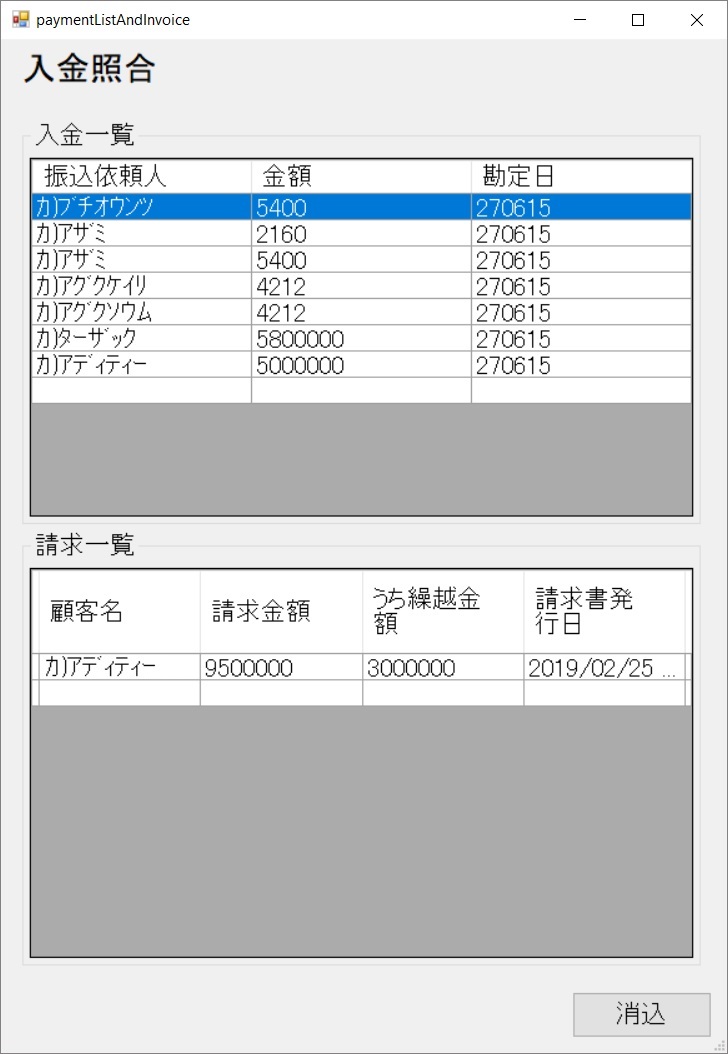 paymentListAndInvoice
入金照合
入金一覧
振込依頼人 金額 勘定日
カ)ﾌﾞﾁｵｳﾝﾂ 5400 270615
カ)ｱｻﾞﾐ 2160 270615
カ)ｱｻﾞﾐ 5400 270615
カ)ｱｸﾞｸｹｲﾘ 4212 270615
カ)ｱｸﾞｸｿｳﾑ 4212 270615
カ)ﾀｰｻﾞｯｸ 5800000 270615
カ)ｱﾃﾞｨﾃｨｰ 5000000 270615
請求一覧
顧客名 請求金額 うち繰越金額 請求書発行日
カ)ｱﾃﾞｨﾃｨｰ 9500000 3000000 2019/02/25 ...
消込